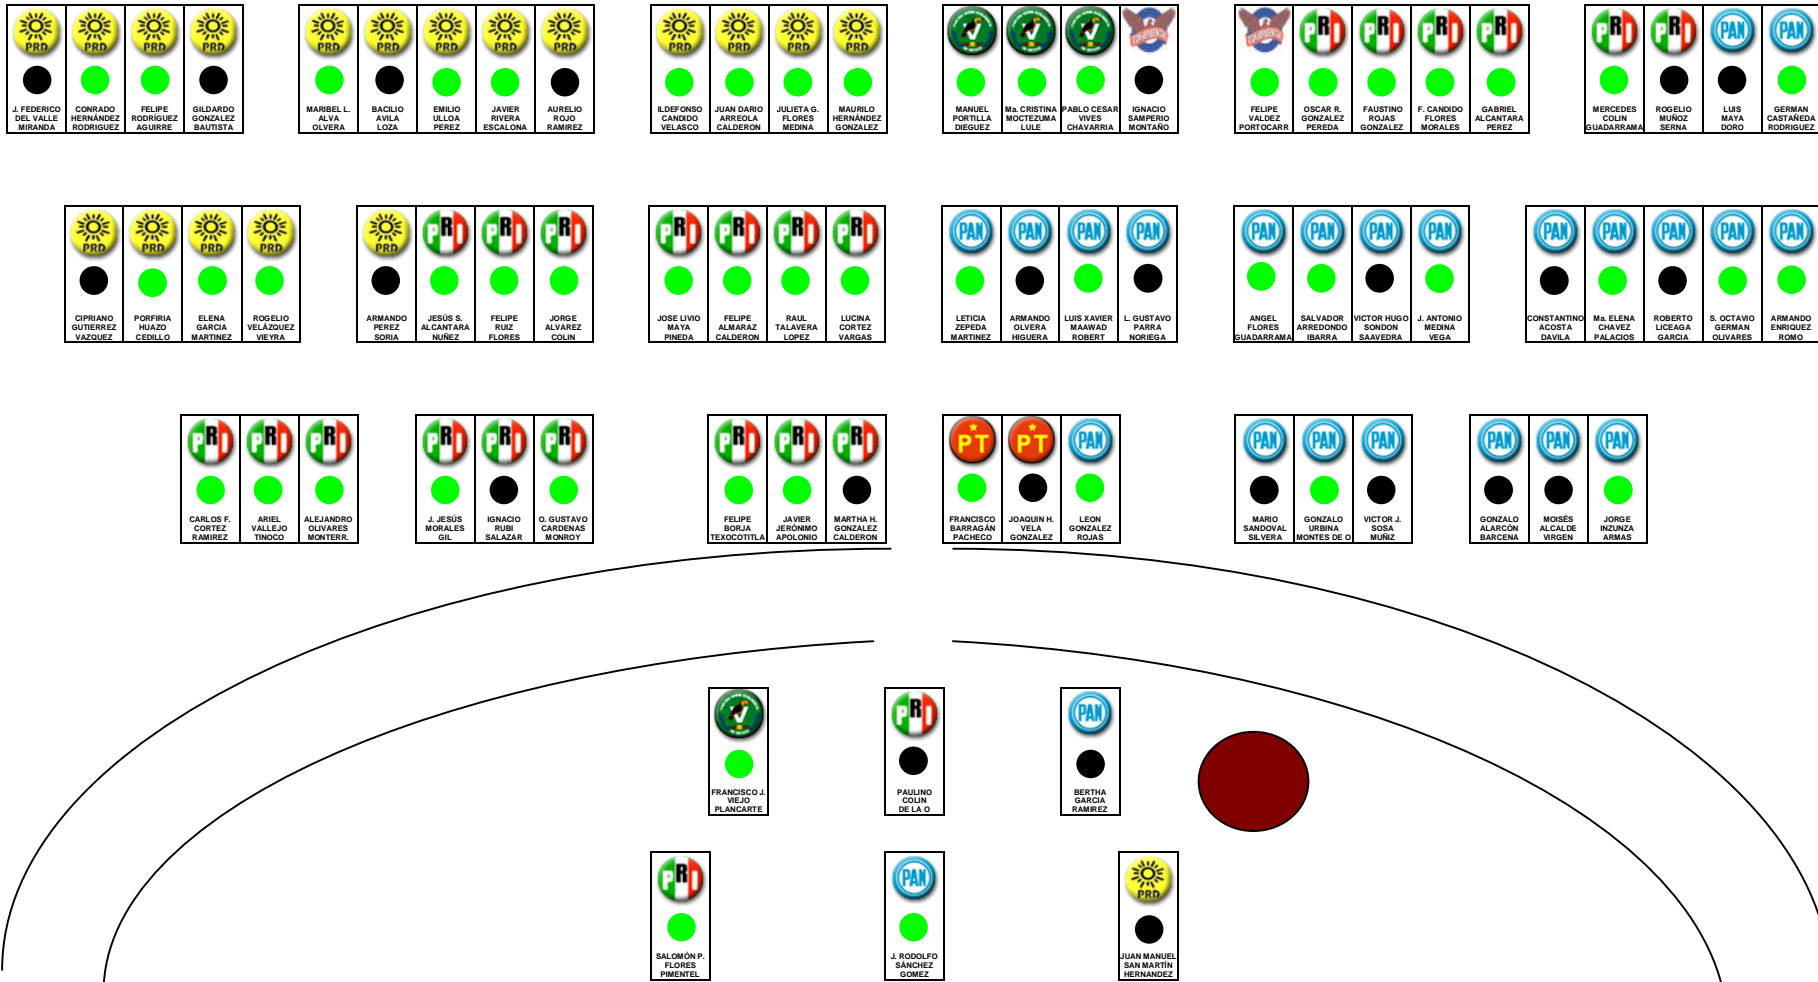 PRD PRD PRD PRD
J. FEDERICO
DEL VALLE
MIRANDA
CONRADO
HERNÁNDEZ
RODRIGUEZ
FELIPE
RODRÍGUEZ
AGUIRRE
GILDARDO
GONZALEZ
BAUTISTA
PRD PRD PRD PRD PRD
MARIBEL L.
ALVA
OLVERA
BACILIO
AVILA
LOZA
EMILIO
ULLOA
PEREZ
JAVIER
RIVERA
ESCALONA
AURELIO
ROJO
RAMIREZ
PRD PRD PRD PRD
ILDEFONSO
CANDIDO
VELASCO
JUAN DARIO
ARREOLA
CALDERON
JULIETA G.
FLORES
MEDINA
MAURILO
HERNÁNDEZ
GONZALEZ
MANUEL
PORTILLA
DIEGUEZ
Ma. CRISTINA
MOCTEZUMA
LULE
PABLO CESAR
VIVES
CHAVARRIA
IGNACIO
SAMPERIO
MONTAÑO
PRI PRI PRI PRI
FELIPE
VALDEZ
PORTOCARR
OSCAR R.
GONZALEZ
PEREDA
FAUSTINO
ROJAS
GONZALEZ
F. CANDIDO
FLORES
MORALES
GABRIEL
ALCANTARA
PEREZ
PRI PRI PAN PAN
MERCEDES
COLIN
GUADARRAMA
ROGELIO
MUÑOZ
SERNA
LUIS
MAYA
DORO
GERMAN
CASTAÑEDA
RODRIGUEZ
PRD PRD PRD PRD
CIPRIANO
GUTIERREZ
VAZQUEZ
PORFIRIA
HUAZO
CEDILLO
ELENA
GARCIA
MARTINEZ
ROGELIO
VELÁZQUEZ
VIEYRA
PRD PRI PRI PRI
ARMANDO
PEREZ
SORIA
JESÚS S.
ALCANTARA
NUÑEZ
FELIPE
RUIZ
FLORES
JORGE
ALVAREZ
COLIN
PRI PRI PRI PRI
JOSE LIVIO
MAYA
PINEDA
FELIPE
ALMARAZ
CALDERON
RAUL
TALAVERA
LOPEZ
LUCINA
CORTEZ
VARGAS
PAN PAN PAN PAN
LETICIA
ZEPEDA
MARTINEZ
ARMANDO
OLVERA
HIGUERA
LUIS XAVIER
MAAWAD
ROBERT
L. GUSTAVO
PARRA
NORIEGA
PAN PAN PAN PAN
ANGEL
FLORES
GUADARRAMA
SALVADOR
ARREDONDO
IBARRA
VICTOR HUGO
SONDON
SAAVEDRA
J. ANTONIO
MEDINA
VEGA
PAN PAN PAN PAN PAN
CONSTANTINO
ACOSTA
DAVILA
Ma. ELENA
CHAVEZ
PALACIOS
ROBERTO
LICEAGA
GARCIA
S. OCTAVIO
GERMAN
OLIVARES
ARMANDO
ENRIQUEZ
ROMO
PRI PRI PRI
CARLOS F.
CORTEZ
RAMIREZ
ARIEL
VALLEJO
TINOCO
ALEJANDRO
OLIVARES
MONTERR.
PRI PRI PRI
J. JESÚS
MORALES
GIL
IGNACIO
RUBI
SALAZAR
O. GUSTAVO
CARDENAS
MONROY
PRI PRI PRI
FELIPE
BORJA
TEXOCOTITLA
JAVIER
JERÓNIMO
APOLONIO
MARTHA H.
GONZALEZ
CALDERON
PT PT PAN
FRANCISCO
BARRAGÁN
PACHECO
JOAQUIN H.
VELA
GONZALEZ
LEON
GONZALEZ
ROJAS
PAN PAN PAN
MARIO
SANDOVAL
SILVERA
GONZALO
URBINA
MONTES DE O
VICTOR J.
SOSA
MUÑIZ
PAN PAN PAN
GONZALO
ALARCÓN
BARCENA
MOISÉS
ALCALDE
VIRGEN
JORGE
INZUNZA
ARMAS
FRANCISCO J.
VIEJO
PLANCARTE
PRI
PAULINO
COLIN
DE LA O
PAN
BERTHA
GARCIA
RAMIREZ
PRI
SALOMÓN P.
FLORES
PIMENTEL
PAN
J. RODOLFO
SÁNCHEZ
GOMEZ
PRD
JUAN MANUEL
SAN MARTÍN
HERNANDEZ